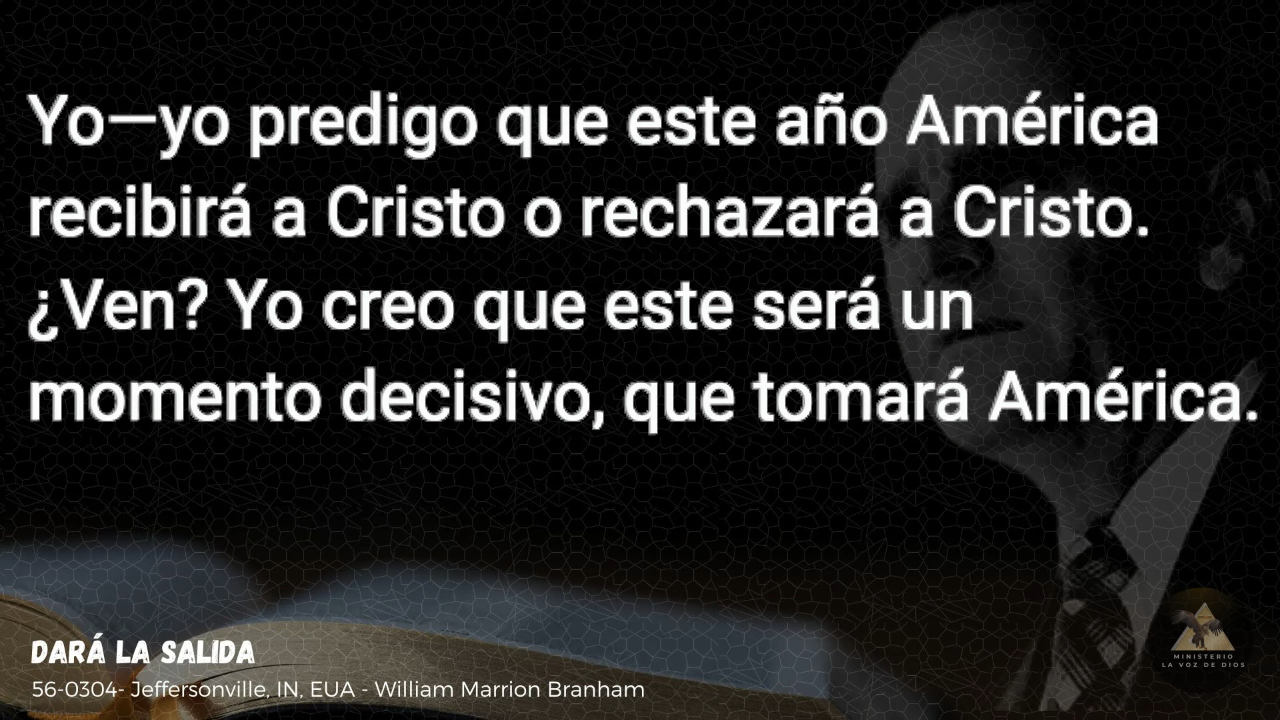 Yo—yo predigo que este año América
recibirá a Cristo o rechazará a Cristo.
¿Ven? Yo creo que este será un
momento decisivo, que tomará América.
DARÁ LA SALIDA
56-0304- Jeffersonville, IN, EUA - William Marrion Branham
MINISTERIO
LA VOZ DE DIOS